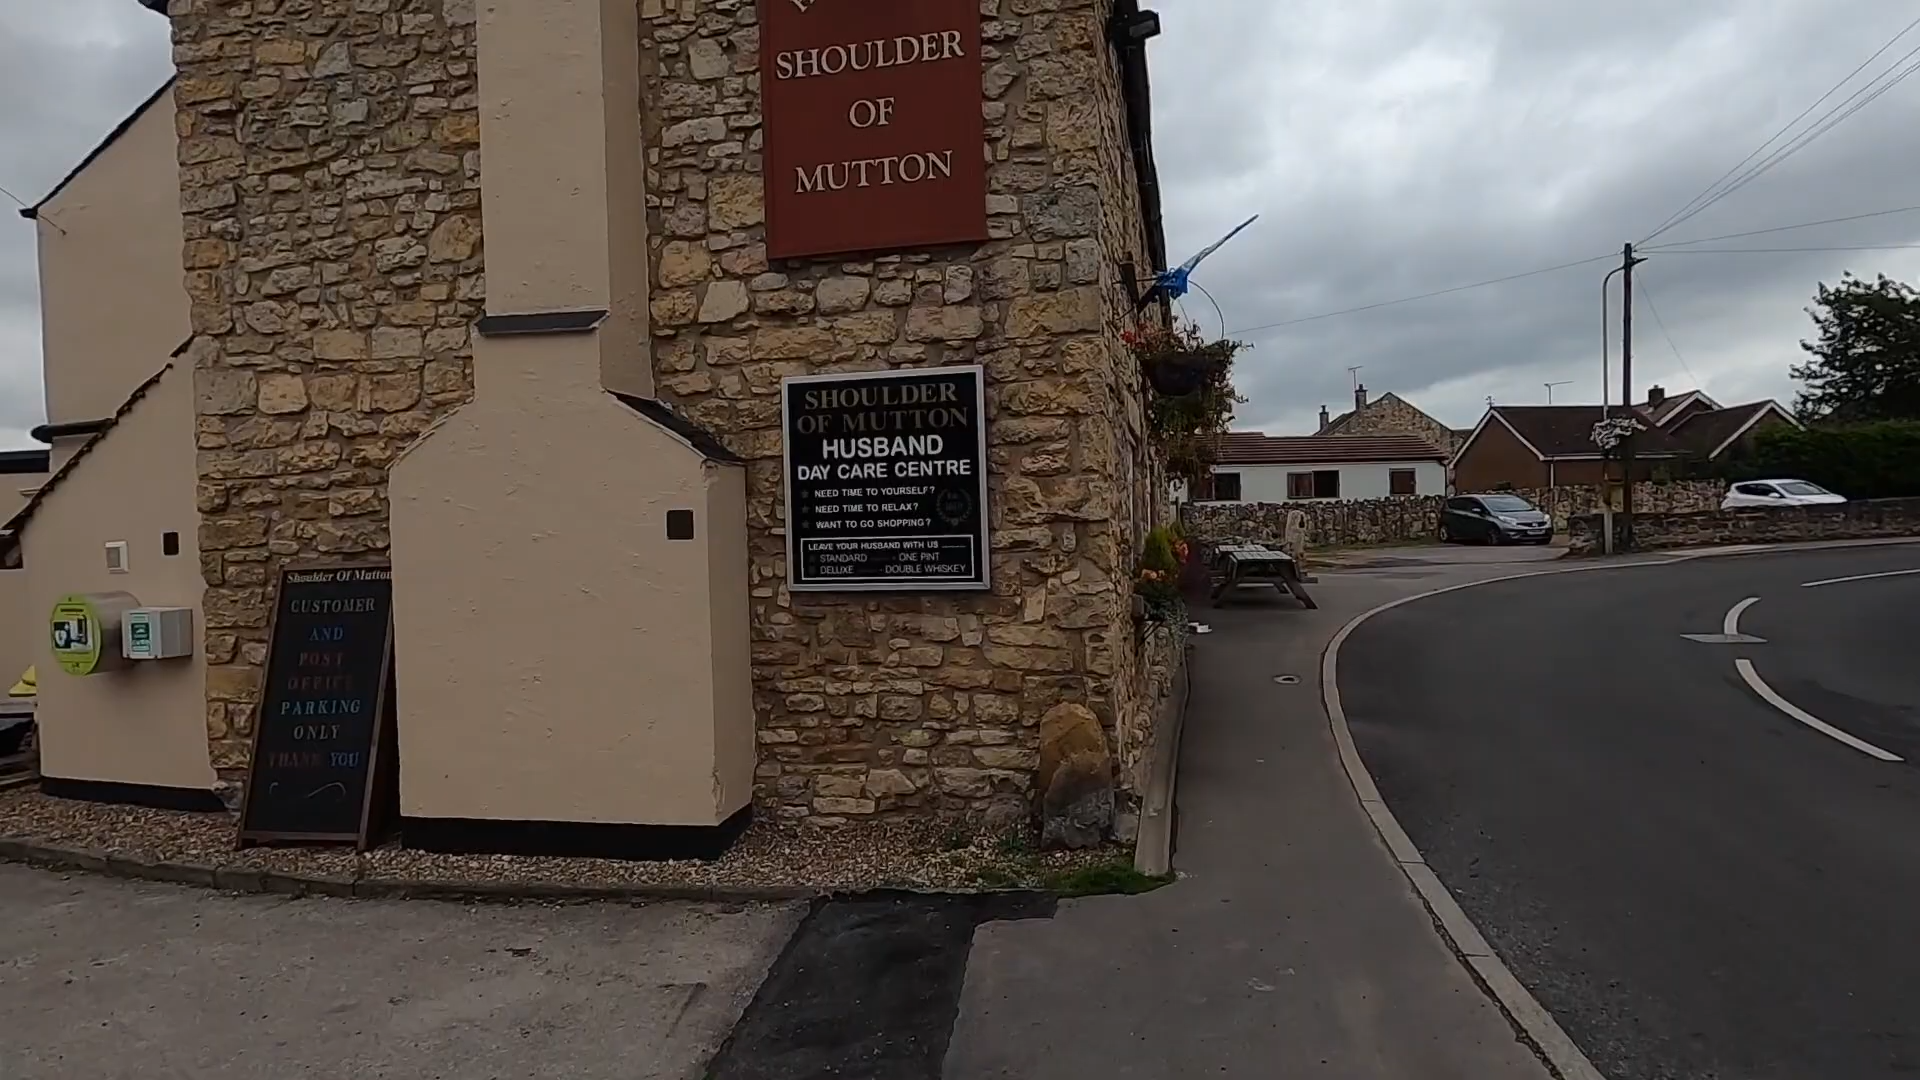 SHOULDER
OF
MUTTON
SHOULDER
OF MUTTON
HUSBAND
DAY CARE CENTRE
NEED TIME TO YOURSELF?
NEED TIME TO RELAX?
WANT TO GO SHOPPING?
LEAVE YOUR HUSBAND WITH US
STANDARD ONE PINT
DELUXE DOUBLE WHISKEY
Shoulder Of Mutton
CUSTOMER
AND
POST
OFFICE
PARKING
ONLY
THANK YOU